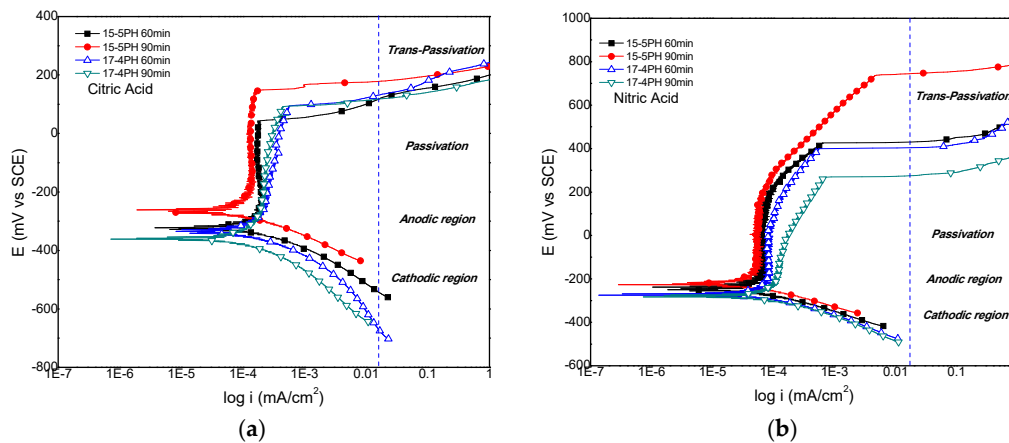 400
200
0
-200
-400
-600
-800
E (mV vs SCE)
15-5PH 60min
15-5PH 90min
17-4PH 60min
17-4PH 90min
Citric Acid
Trans-Passivation
Passivation
Anodic region
Cathodic region
1E-7 1E-6 1E-5 1E-4 1E-3 0.01 0.1 1
log i (mA/cm²)
(a)
1000
800
600
400
200
0
-200
-400
-600
E (mV vs SCE)
15-5PH 60min
15-5PH 90min
17-4PH 60min
17-4PH 90min
Nitric Acid
Trans-Passivation
Passivation
Anodic region
Cathodic region
1E-6 1E-5 1E-4 1E-3 0.01 0.1
log i (mA/cm²)
(b)